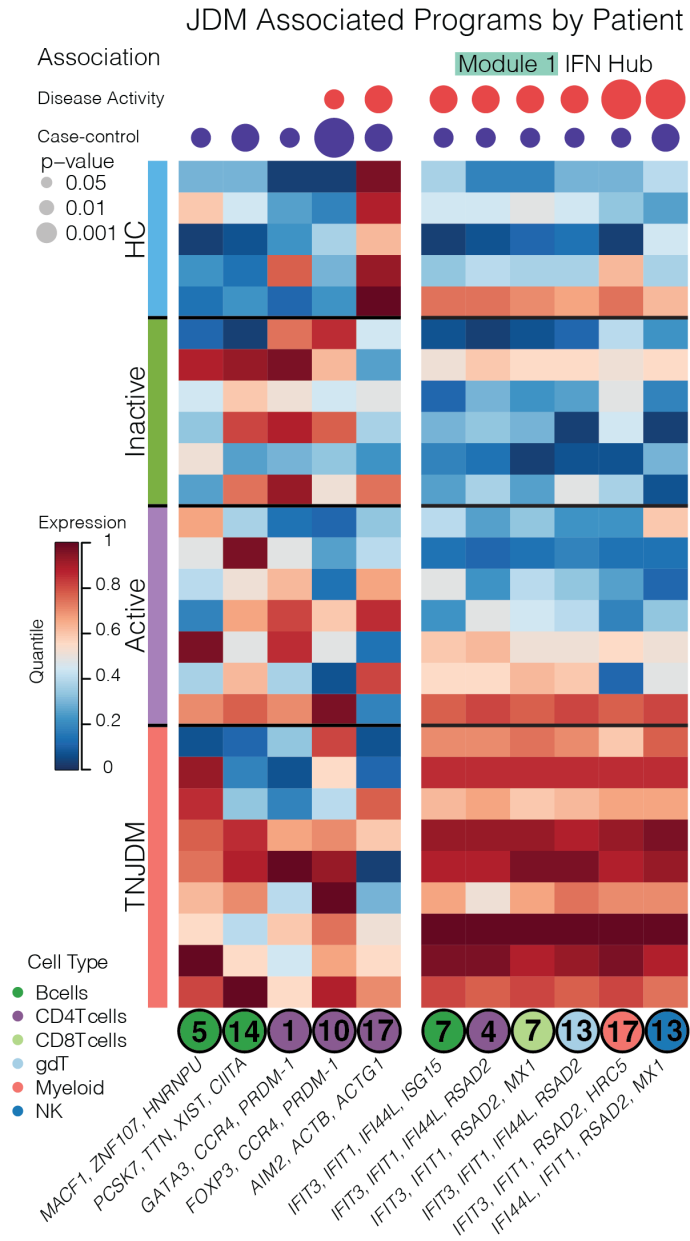 JDM Associated Programs by Patient
Association
Module 1 IFN Hub
Disease Activity
Case-control
p-value
0.05
0.01
0.001
HC
Inactive
Active
TNJDM
Expression
Quantile
1
0.8
0.6
0.4
0.2
0
Cell Type
Bcells
CD4Tcells
CD8Tcells
gdT
Myeloid
NK
5 14 1 10 17 7 4 7 13 17 13
MACF1, ZNF107, HNRNPU
PCSK7, TTN, XIST, CIITA
GATA3, CCR4, PRDM-1
FOXP3, CCR4, PRDM-1
AIM2, ACTB, ACTG1
IFIT3, IFIT1, IFI44L, ISG15
IFIT3, IFIT1, IFI44L, RSAD2
IFIT3, IFIT1, RSAD2, MX1
IFIT3, IFIT1, IFI44L, RSAD2
IFIT3, IFIT1, RSAD2, HRC5
IFI44L, IFIT1, RSAD2, MX1